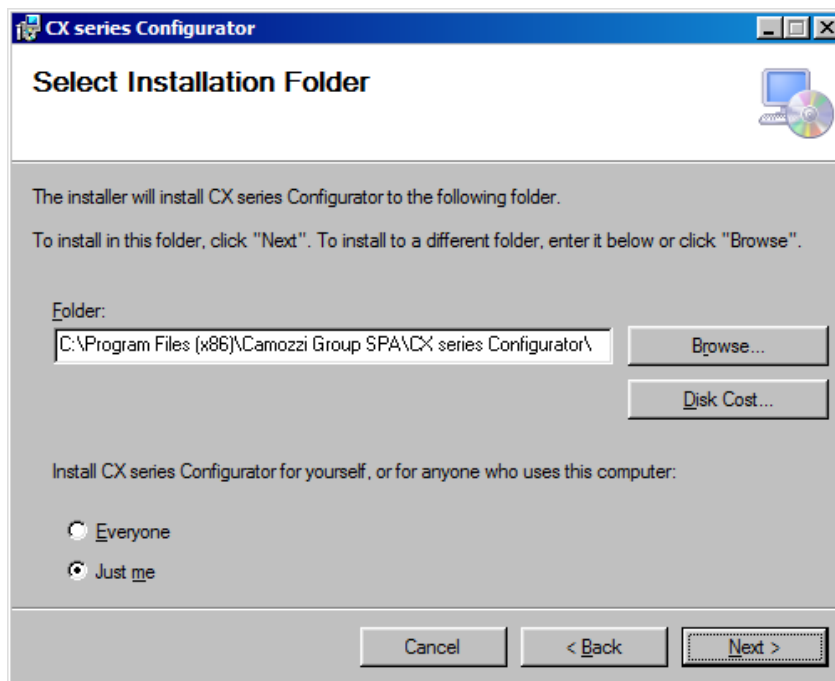 CX series Configurator
Select Installation Folder
The installer will install CX series Configurator to the following folder.
To install in this folder, click "Next". To install to a different folder, enter it below or click "Browse".
Folder:
C:\Program Files (x86)\Camozzi Group SPA\CX series Configurator\
Browse...
Disk Cost...
Install CX series Configurator for yourself, or for anyone who uses this computer:
Everyone
Just me
Cancel
< Back
Next >